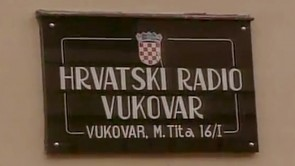 HRVATSKI RADIO
VUKOVAR
VUKOVAR, M. Tita 16/I